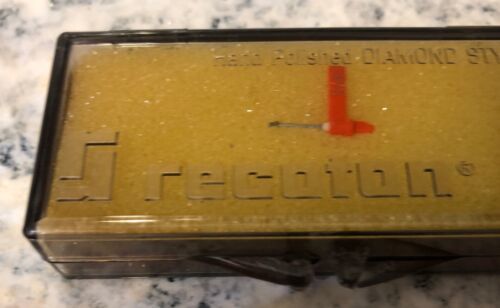 Hand Polished DIAMOND STY
recoton®